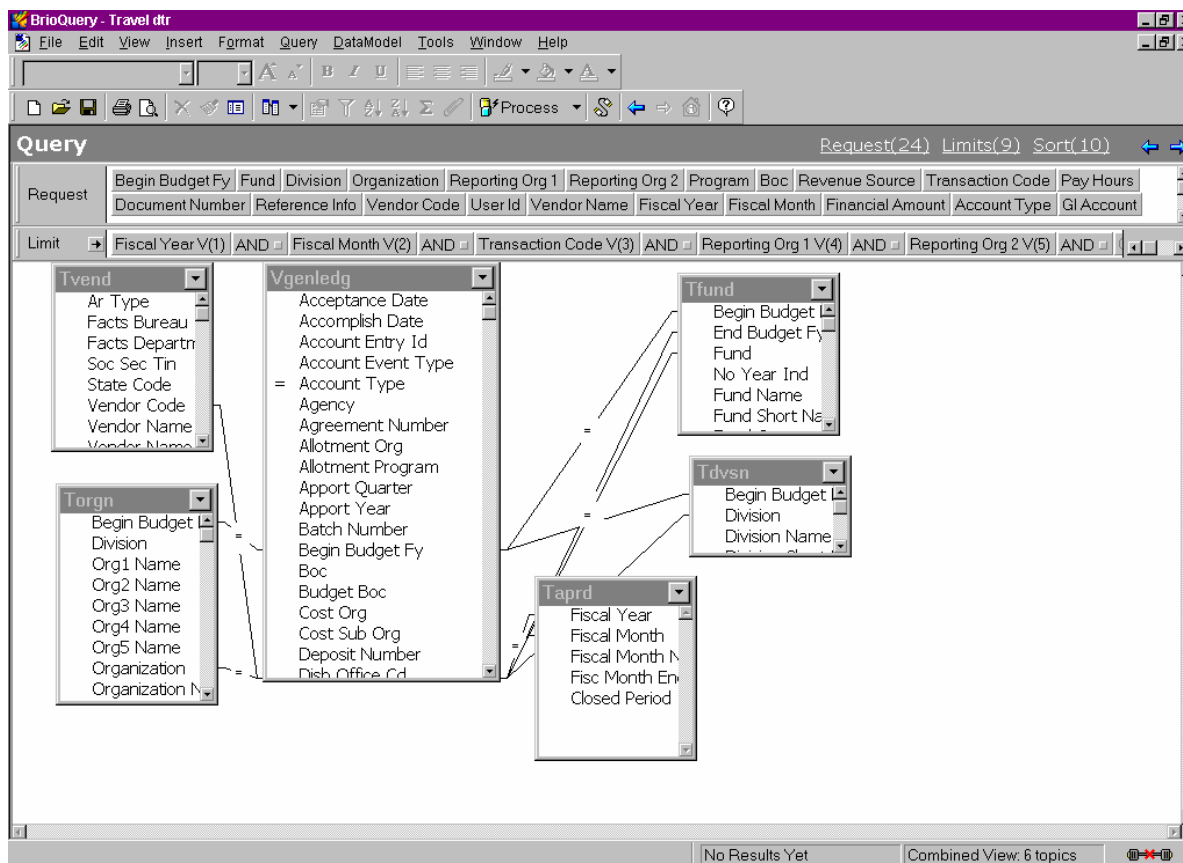 BrioQuery - Travel dtr
File Edit View Insert Format Query DataModel Tools Window Help
B I U
Process
Query Request(24) Limits(9) Sort(10)
Request
Begin Budget Fy Fund Division Organization Reporting Org 1 Reporting Org 2 Program Boc Revenue Source Transaction Code Pay Hours
Document Number Reference Info Vendor Code User Id Vendor Name Fiscal Year Fiscal Month Financial Amount Account Type Gl Account
Limit Fiscal Year V(1) AND Fiscal Month V(2) AND Transaction Code V(3) AND Reporting Org 1 V(4) AND Reporting Org 2 V(5) AND
Tvend
Ar Type
Facts Bureau
Facts Departm
Soc Sec Tin
State Code
Vendor Code
Vendor Name
Vendor Name
Torgn
Begin Budget
Division
Org1 Name
Org2 Name
Org3 Name
Org4 Name
Org5 Name
Organization
Organization N
Vgenledg
Acceptance Date
Accomplish Date
Account Entry Id
Account Event Type
= Account Type
Agency
Agreement Number
Allotment Org
Allotment Program
Apport Quarter
Apport Year
Batch Number
Begin Budget Fy
Boc
Budget Boc
Cost Org
Cost Sub Org
Deposit Number
Disb Office Cd
Tfund
Begin Budget
End Budget Fy
Fund
No Year Ind
Fund Name
Fund Short Na
Tdvsn
Begin Budget
Division
Division Name
Taprd
Fiscal Year
Fiscal Month
Fiscal Month N
Fisc Month En
Closed Period
=
=
=
=
=
No Results Yet Combined View: 6 topics